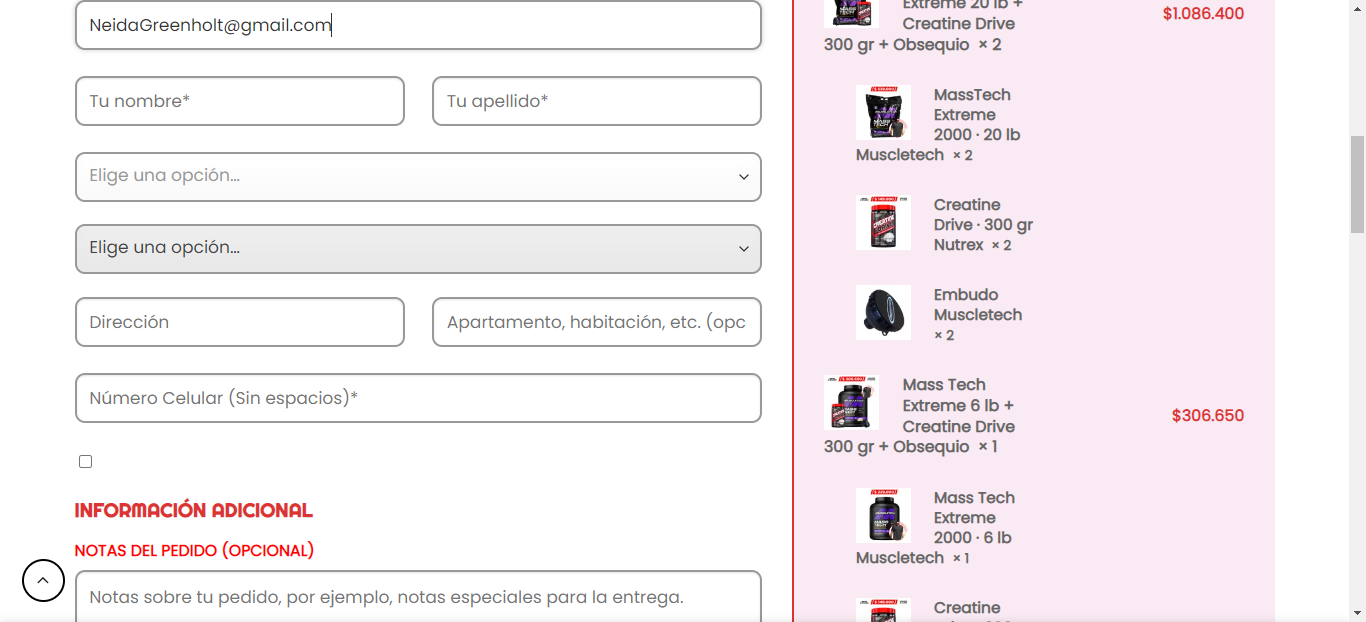 NeidaGreenholt@gmail.com
Tu nombre*
Tu apellido*
Elige una opción...
Elige una opción...
Dirección
Apartamento, habitación, etc. (opc
Número Celular (Sin espacios)*
INFORMACIÓN ADICIONAL
NOTAS DEL PEDIDO (OPCIONAL)
Notas sobre tu pedido, por ejemplo, notas especiales para la entrega.
Extreme 20 lb +
Creatine Drive
300 gr + Obsequio × 2
$1.086.400
MassTech
Extreme
2000 · 20 lb
Muscletech × 2
Creatine
Drive · 300 gr
Nutrex × 2
Embudo
Muscletech
× 2
Mass Tech
Extreme 6 lb +
Creatine Drive
300 gr + Obsequio × 1
$306.650
Mass Tech
Extreme
2000 · 6 lb
Muscletech × 1
Creatine